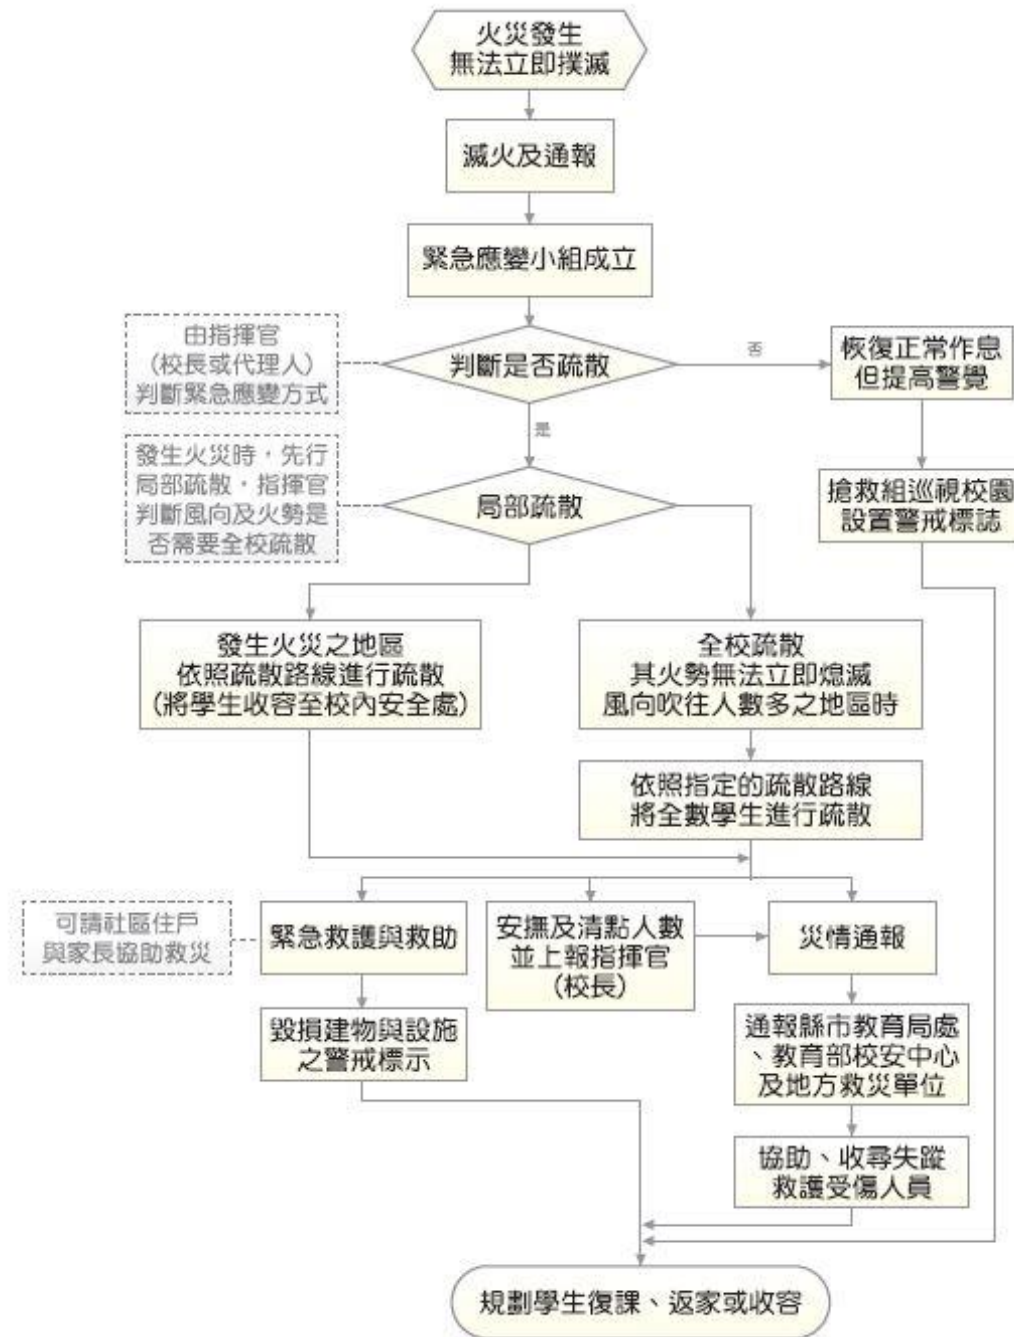 火災發生
無法立即撲滅
滅火及通報
緊急應變小組成立
由指揮官
（校長或代理人）
判斷緊急應變方式
判斷是否疏散
否
恢復正常作息
但提高警覺
是
發生火災時，先行
局部疏散，指揮官
判斷風向及火勢是
否需要全校疏散
局部疏散
搶救組巡視校園
設置警戒標誌
發生火災之地區
依照疏散路線進行疏散
（將學生收容至校內安全處）
全校疏散
其火勢無法立即熄滅
風向吹往人數多之地區時
依照指定的疏散路線
將全數學生進行疏散
可請社區住戶
與家長協助救災
緊急救護與救助
安撫及清點人數
並上報指揮官
（校長）
災情通報
毀損建物與設施
之警戒標示
通報縣市教育局處
、教育部校安中心
及地方救災單位
協助、收尋失蹤
救護受傷人員
規劃學生復課、返家或收容